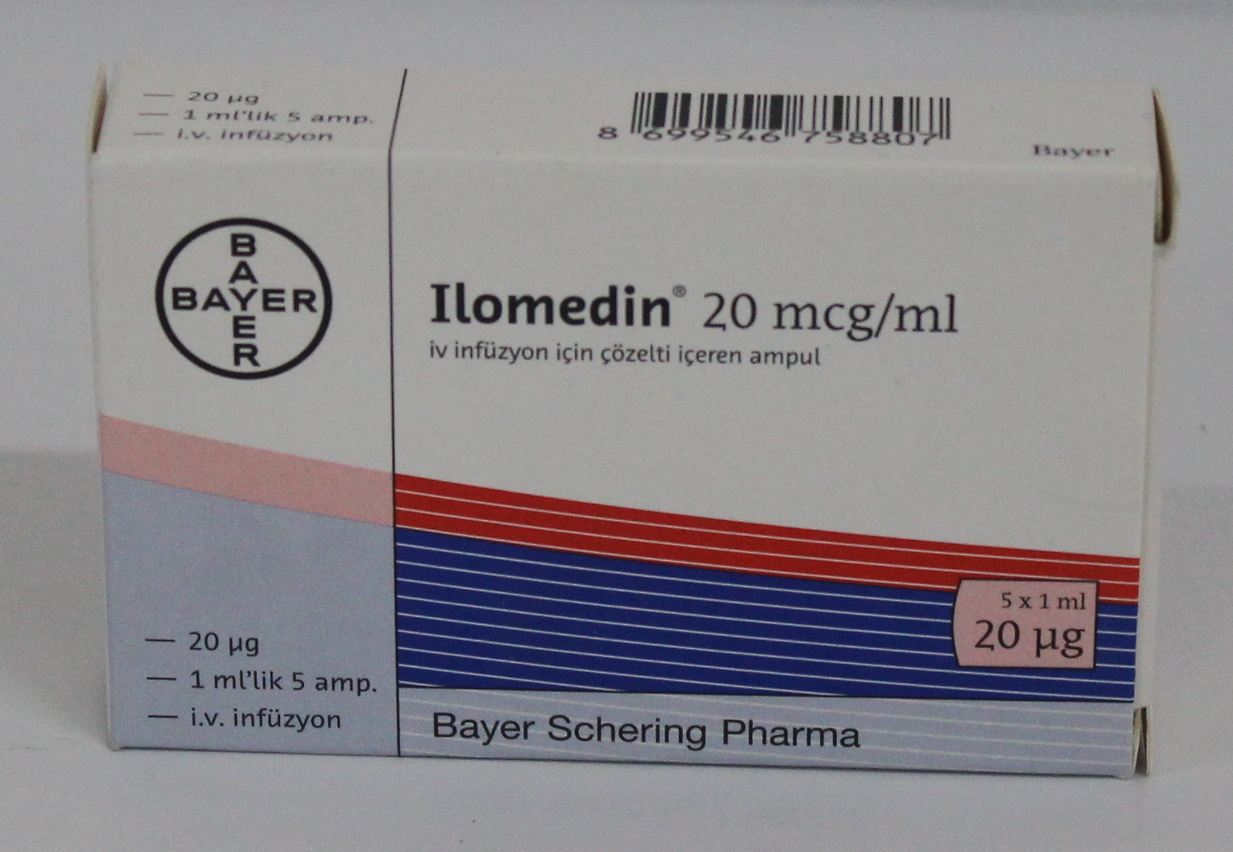 20 µg
1 ml'lik 5 amp.
i.v. infüzyon
8 699546 758807
Bayer
BAYER
BAYER
Ilomedin® 20 mcg/ml
iv infüzyon için çözelti içeren ampul
5 x 1 ml
20 µg
20 µg
1 ml'lik 5 amp.
i.v. infüzyon
Bayer Schering Pharma